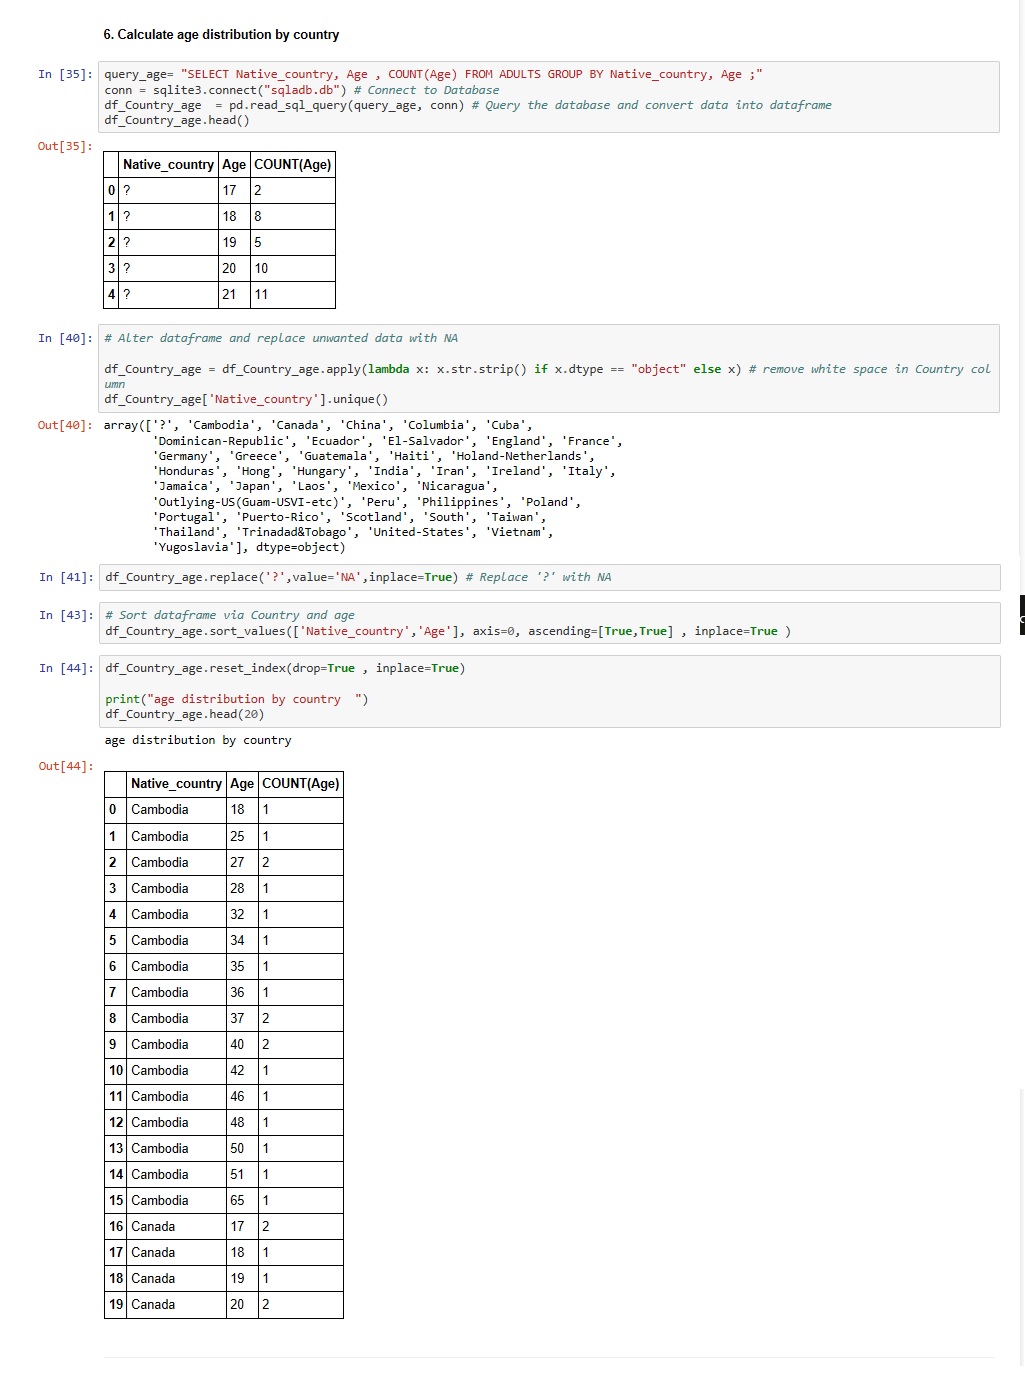 6. Calculate age distribution by country
In [35]: query_age= "SELECT Native_country, Age , COUNT(Age) FROM ADULTS GROUP BY Native_country, Age ;"
conn = sqlite3.connect("sqladb.db") # Connect to Database
df_Country_age  = pd.read_sql_query(query_age, conn) # Query the database and convert data into dataframe
df_Country_age.head()
Out[35]:
Native_country Age COUNT(Age)
0 ? 17 2
1 ? 18 8
2 ? 19 5
3 ? 20 10
4 ? 21 11
In [40]: # Alter dataframe and replace unwanted data with NA
df_Country_age = df_Country_age.apply(lambda x: x.str.strip() if x.dtype == "object" else x) # remove white space in Country col
umn
df_Country_age['Native_country'].unique()
Out[40]: array(['?', 'Cambodia', 'Canada', 'China', 'Columbia', 'Cuba',
'Dominican-Republic', 'Ecuador', 'El-Salvador', 'England', 'France',
'Germany', 'Greece', 'Guatemala', 'Haiti', 'Holand-Netherlands',
'Honduras', 'Hong', 'Hungary', 'India', 'Iran', 'Ireland', 'Italy',
'Jamaica', 'Japan', 'Laos', 'Mexico', 'Nicaragua',
'Outlying-US(Guam-USVI-etc)', 'Peru', 'Philippines', 'Poland',
'Portugal', 'Puerto-Rico', 'Scotland', 'South', 'Taiwan',
'Thailand', 'Trinadad&Tobago', 'United-States', 'Vietnam',
'Yugoslavia'], dtype=object)
In [41]: df_Country_age.replace('?',value='NA',inplace=True) # Replace '?' with NA
In [43]: # Sort dataframe via Country and age
df_Country_age.sort_values(['Native_country','Age'], axis=0, ascending=[True,True] , inplace=True )
In [44]: df_Country_age.reset_index(drop=True , inplace=True)
print("age distribution by country  ")
df_Country_age.head(20)
age distribution by country
Out[44]:
Native_country Age COUNT(Age)
0 Cambodia 18 1
1 Cambodia 25 1
2 Cambodia 27 2
3 Cambodia 28 1
4 Cambodia 32 1
5 Cambodia 34 1
6 Cambodia 35 1
7 Cambodia 36 1
8 Cambodia 37 2
9 Cambodia 40 2
10 Cambodia 42 1
11 Cambodia 46 1
12 Cambodia 48 1
13 Cambodia 50 1
14 Cambodia 51 1
15 Cambodia 65 1
16 Canada 17 2
17 Canada 18 1
18 Canada 19 1
19 Canada 20 2